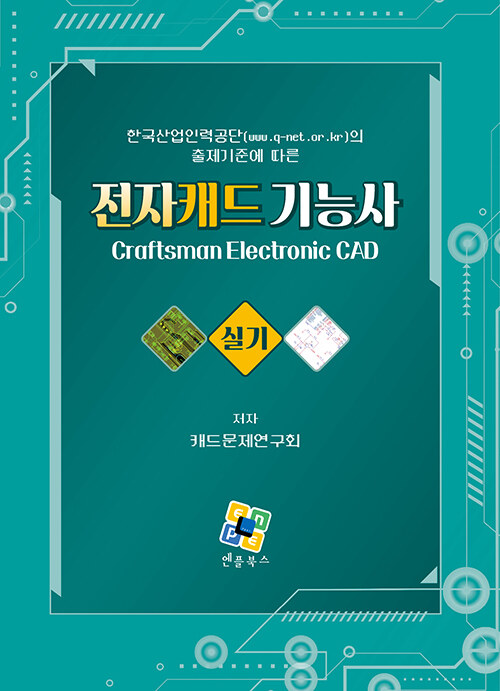 한국산업인력공단(www.q-net.or.kr)의
출제기준에 따른
전자캐드 기능사
Craftsman Electronic CAD
실기
저자
캐드문제연구회
enpe
엔플북스